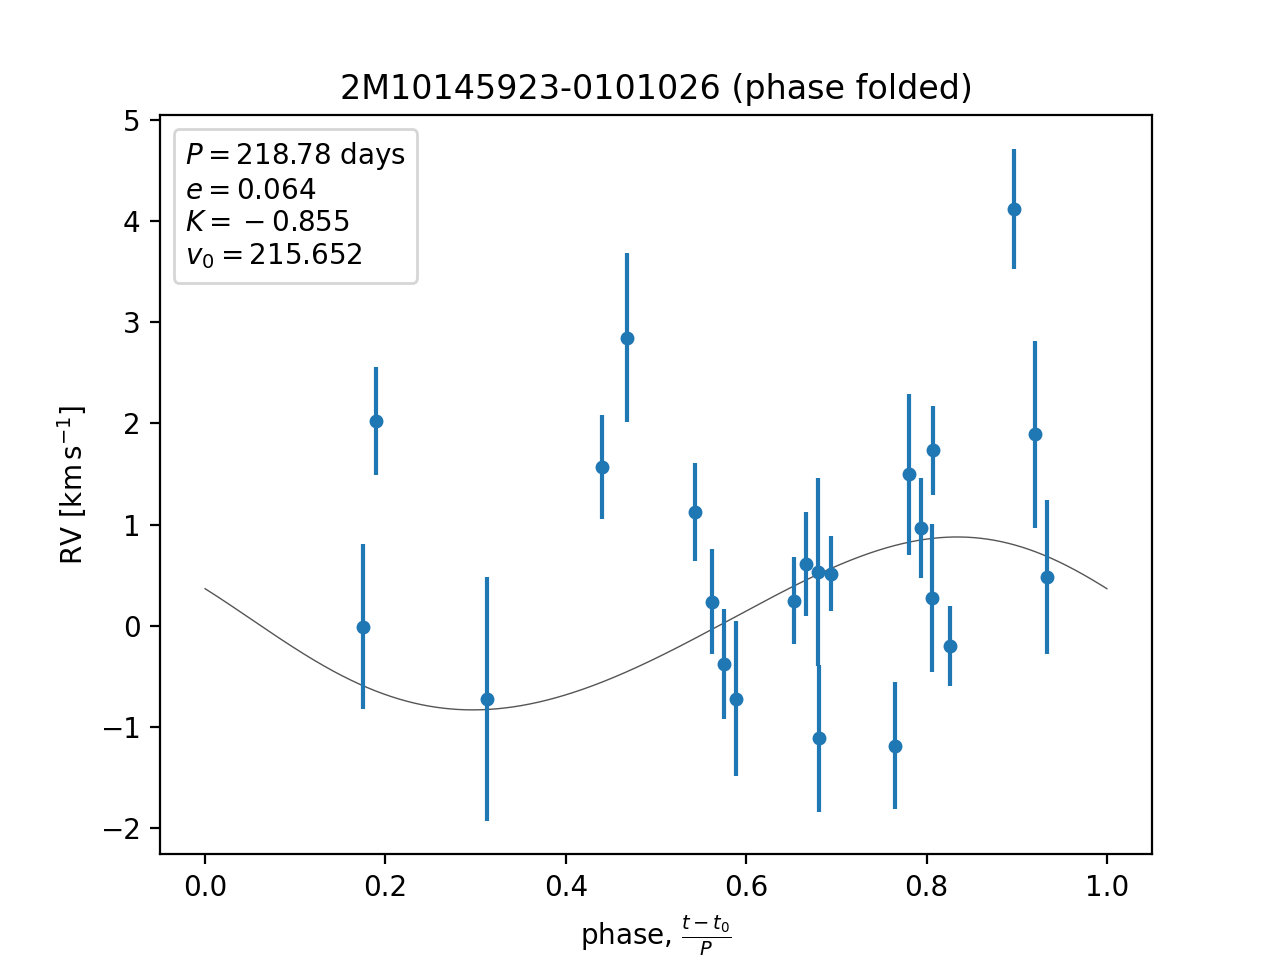 2M10145923-0101026 (phase folded)
P = 218.78 days
e = 0.064
K = −0.855
v₀ = 215.652
RV [km s⁻¹]
5
4
3
2
1
0
−1
−2
0.0 0.2 0.4 0.6 0.8 1.0
phase, (t − t₀)/P